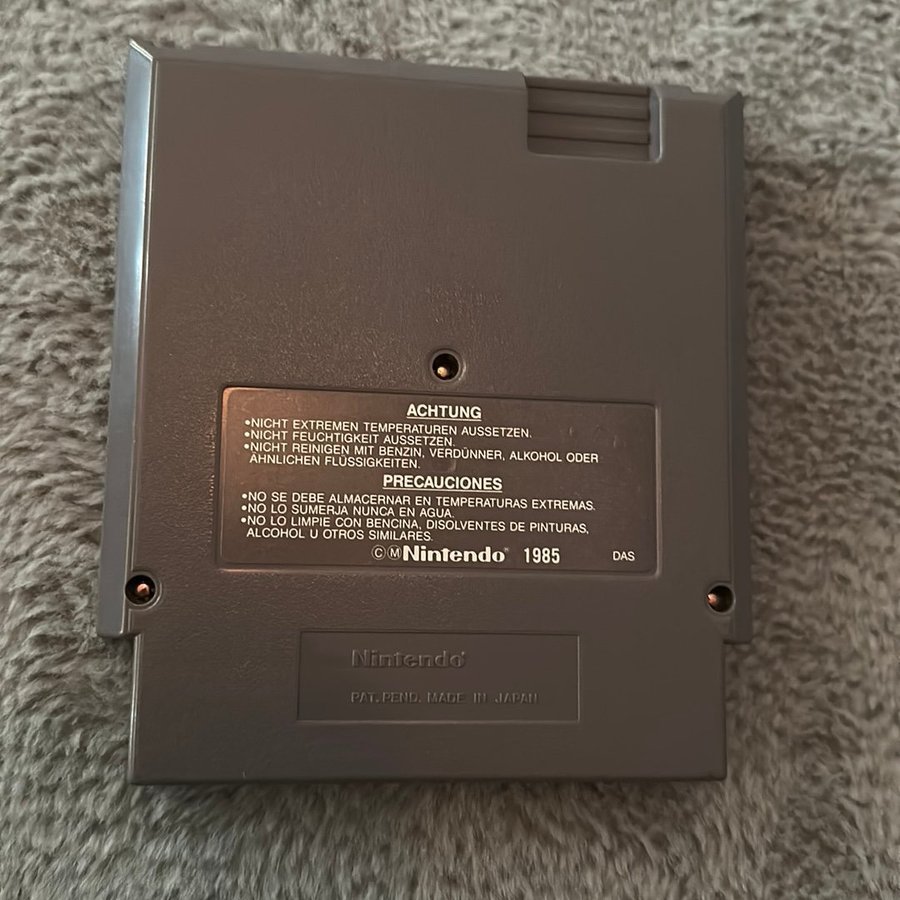 ACHTUNG
•NICHT EXTREMEN TEMPERATUREN AUSSETZEN.
•NICHT FEUCHTIGKEIT AUSSETZEN.
•NICHT REINIGEN MIT BENZIN, VERDÜNNER, ALKOHOL ODER
ÄHNLICHEN FLÜSSIGKEITEN.
PRECAUCIONES
•NO SE DEBE ALMACERNAR EN TEMPERATURAS EXTREMAS.
•NO LO SUMERJA NUNCA EN AGUA.
•NO LO LIMPIE CON BENCINA, DISOLVENTES DE PINTURAS,
ALCOHOL U OTROS SIMILARES.
©ⓂNintendo® 1985 DAS
Nintendo®
PAT. PEND. MADE IN JAPAN